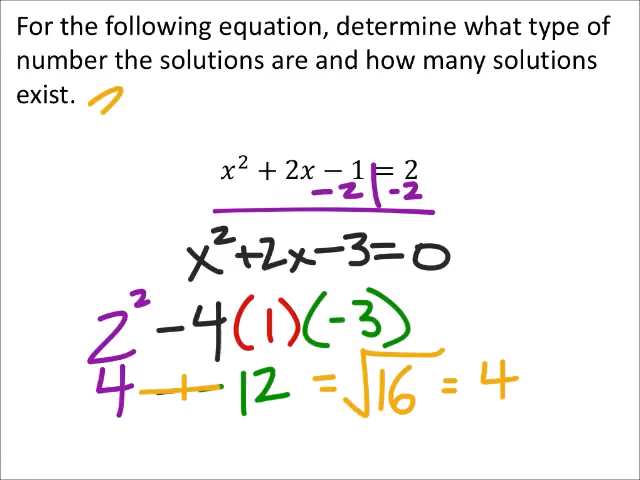 For the following equation, determine what type of
number the solutions are and how many solutions
exist.
x² + 2x − 1 = 2
−2 | −2
x² + 2x − 3 = 0
2² − 4(1)(−3)
4 + 12 = √16 = 4